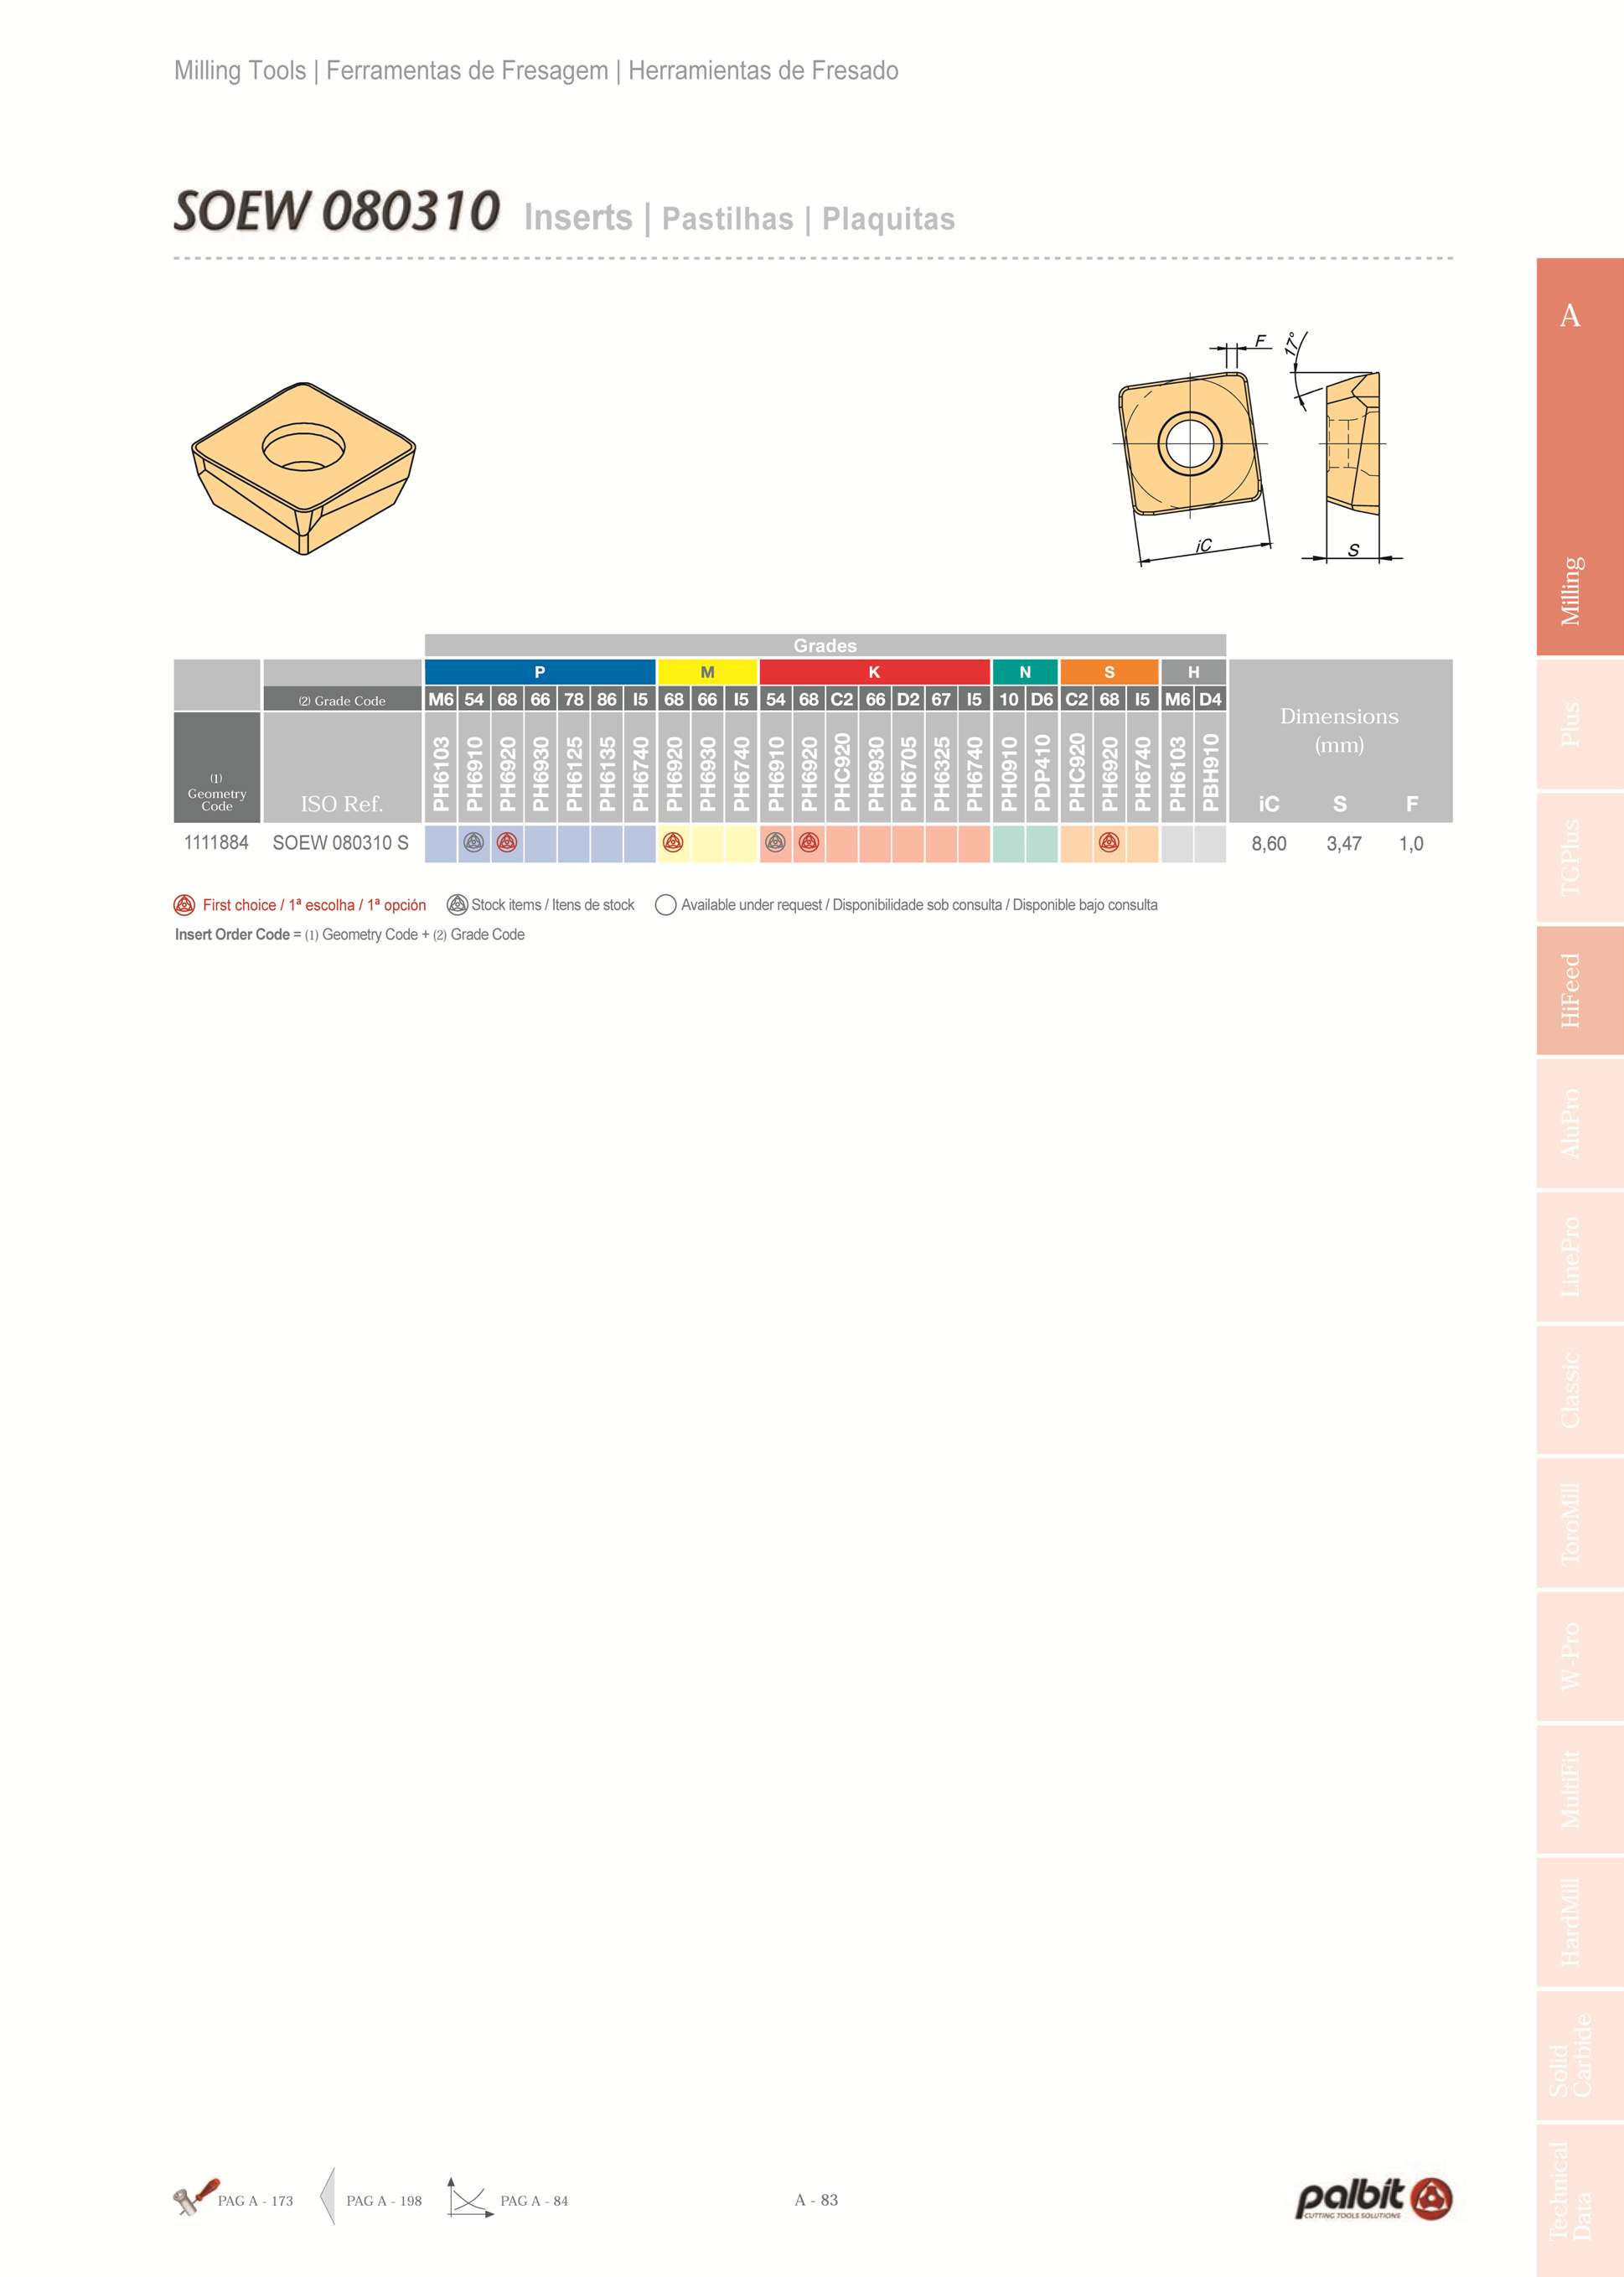 Milling Tools | Ferramentas de Fresagem | Herramientas de Fresado
SOEW 080310 Inserts | Pastilhas | Plaquitas
F
17°
iC
S
Grades
P M K N S H
(2) Grade Code M6 54 68 66 78 86 I5 68 66 I5 54 68 C2 66 D2 67 I5 10 D6 C2 68 I5 M6 D4
Dimensions
(mm)
(1)
Geometry
Code
ISO Ref. PH6103 PH6910 PH6920 PH6930 PH6125 PH6135 PH6740 PH6920 PH6930 PH6740 PH6910 PH6920 PHC920 PH6930 PH6705 PH6325 PH6740 PH0910 PDP410 PHC920 PH6920 PH6740 PH6103 PBH910 iC S F
1111884 SOEW 080310 S 8,60 3,47 1,0
First choice / 1ª escolha / 1ª opción Stock items / Itens de stock Available under request / Disponibilidade sob consulta / Disponible bajo consulta
Insert Order Code = (1) Geometry Code + (2) Grade Code
A
Milling
Plus
TGPlus
HiFeed
AluPro
LinePro
Classic
ToroMill
W-Pro
MultiFit
HardMill
Solid
Carbide
Technical
Data
PAG A - 173 PAG A - 198 PAG A - 84 A - 83
palbit
CUTTING TOOLS SOLUTIONS